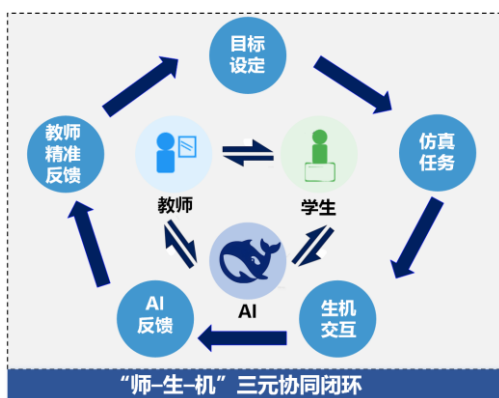 目标
设定
教师
精准
反馈
仿真
任务
教师
学生
AI
AI
反馈
生机
交互
“师–生–机”三元协同闭环